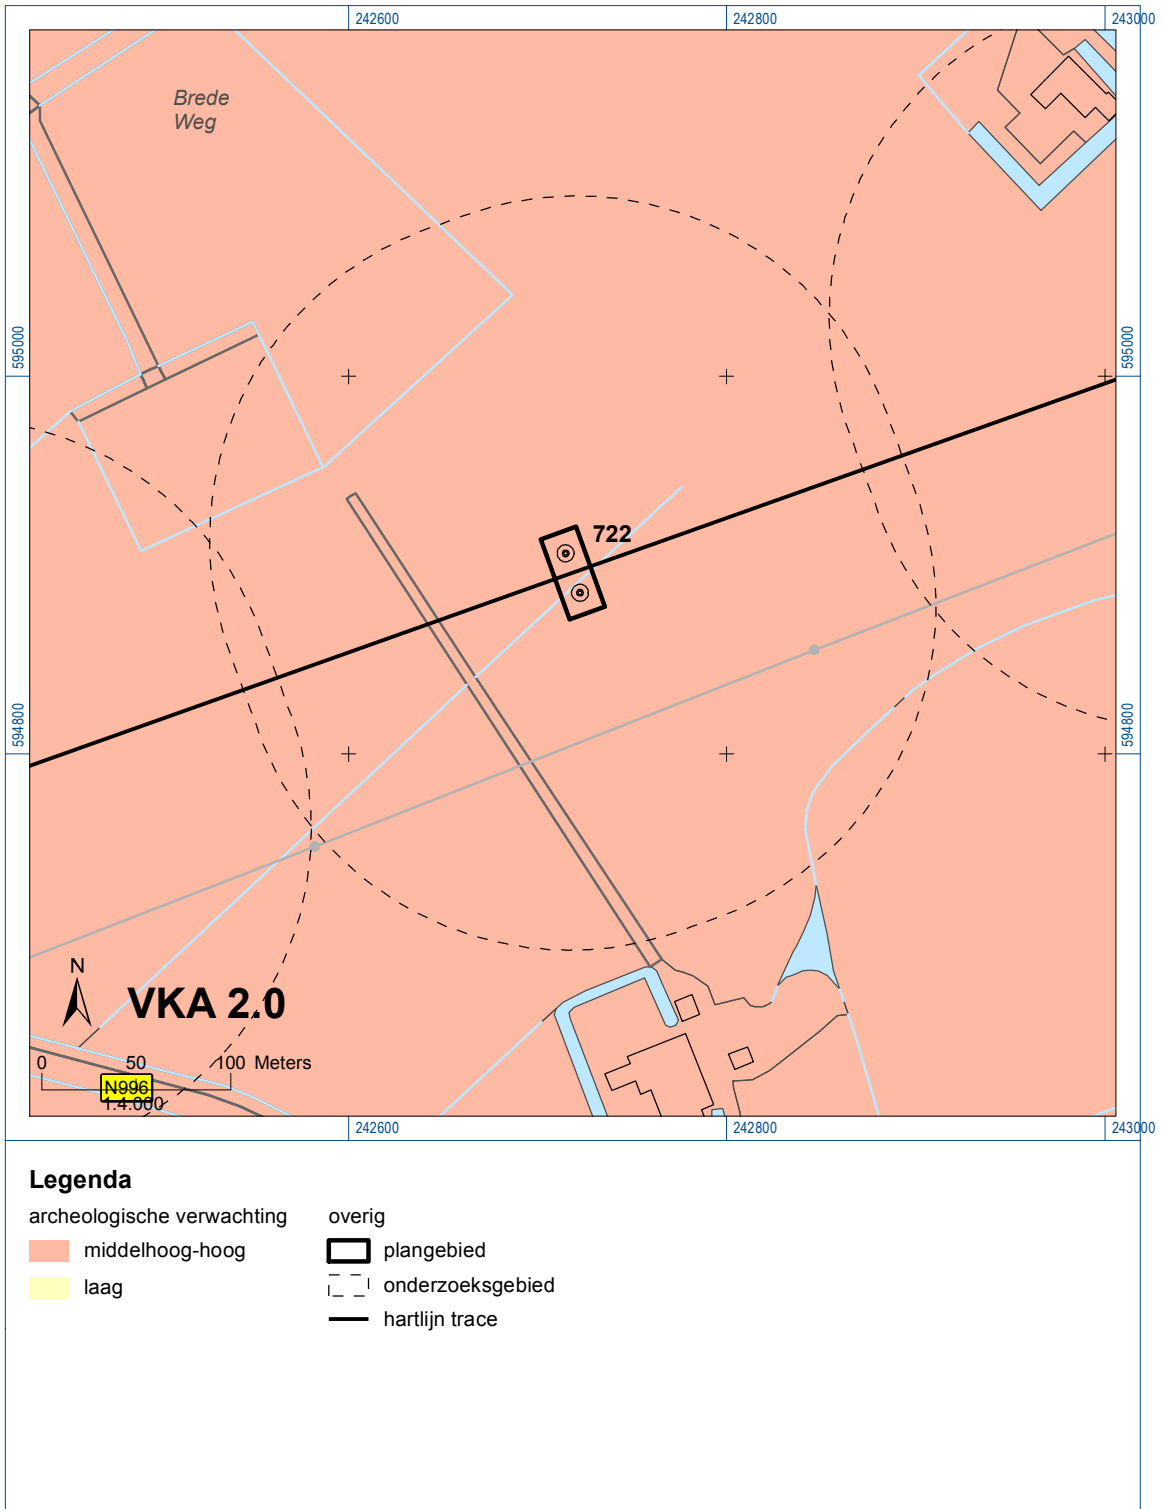 242600
242800
243000
Brede
Weg
595000
595000
722
594800
594800
N
VKA 2.0
0
50
100 Meters
N996
1:4.000
242600
242800
243000
Legenda
archeologische verwachting
overig
middelhoog-hoog
plangebied
laag
onderzoeksgebied
hartlijn trace